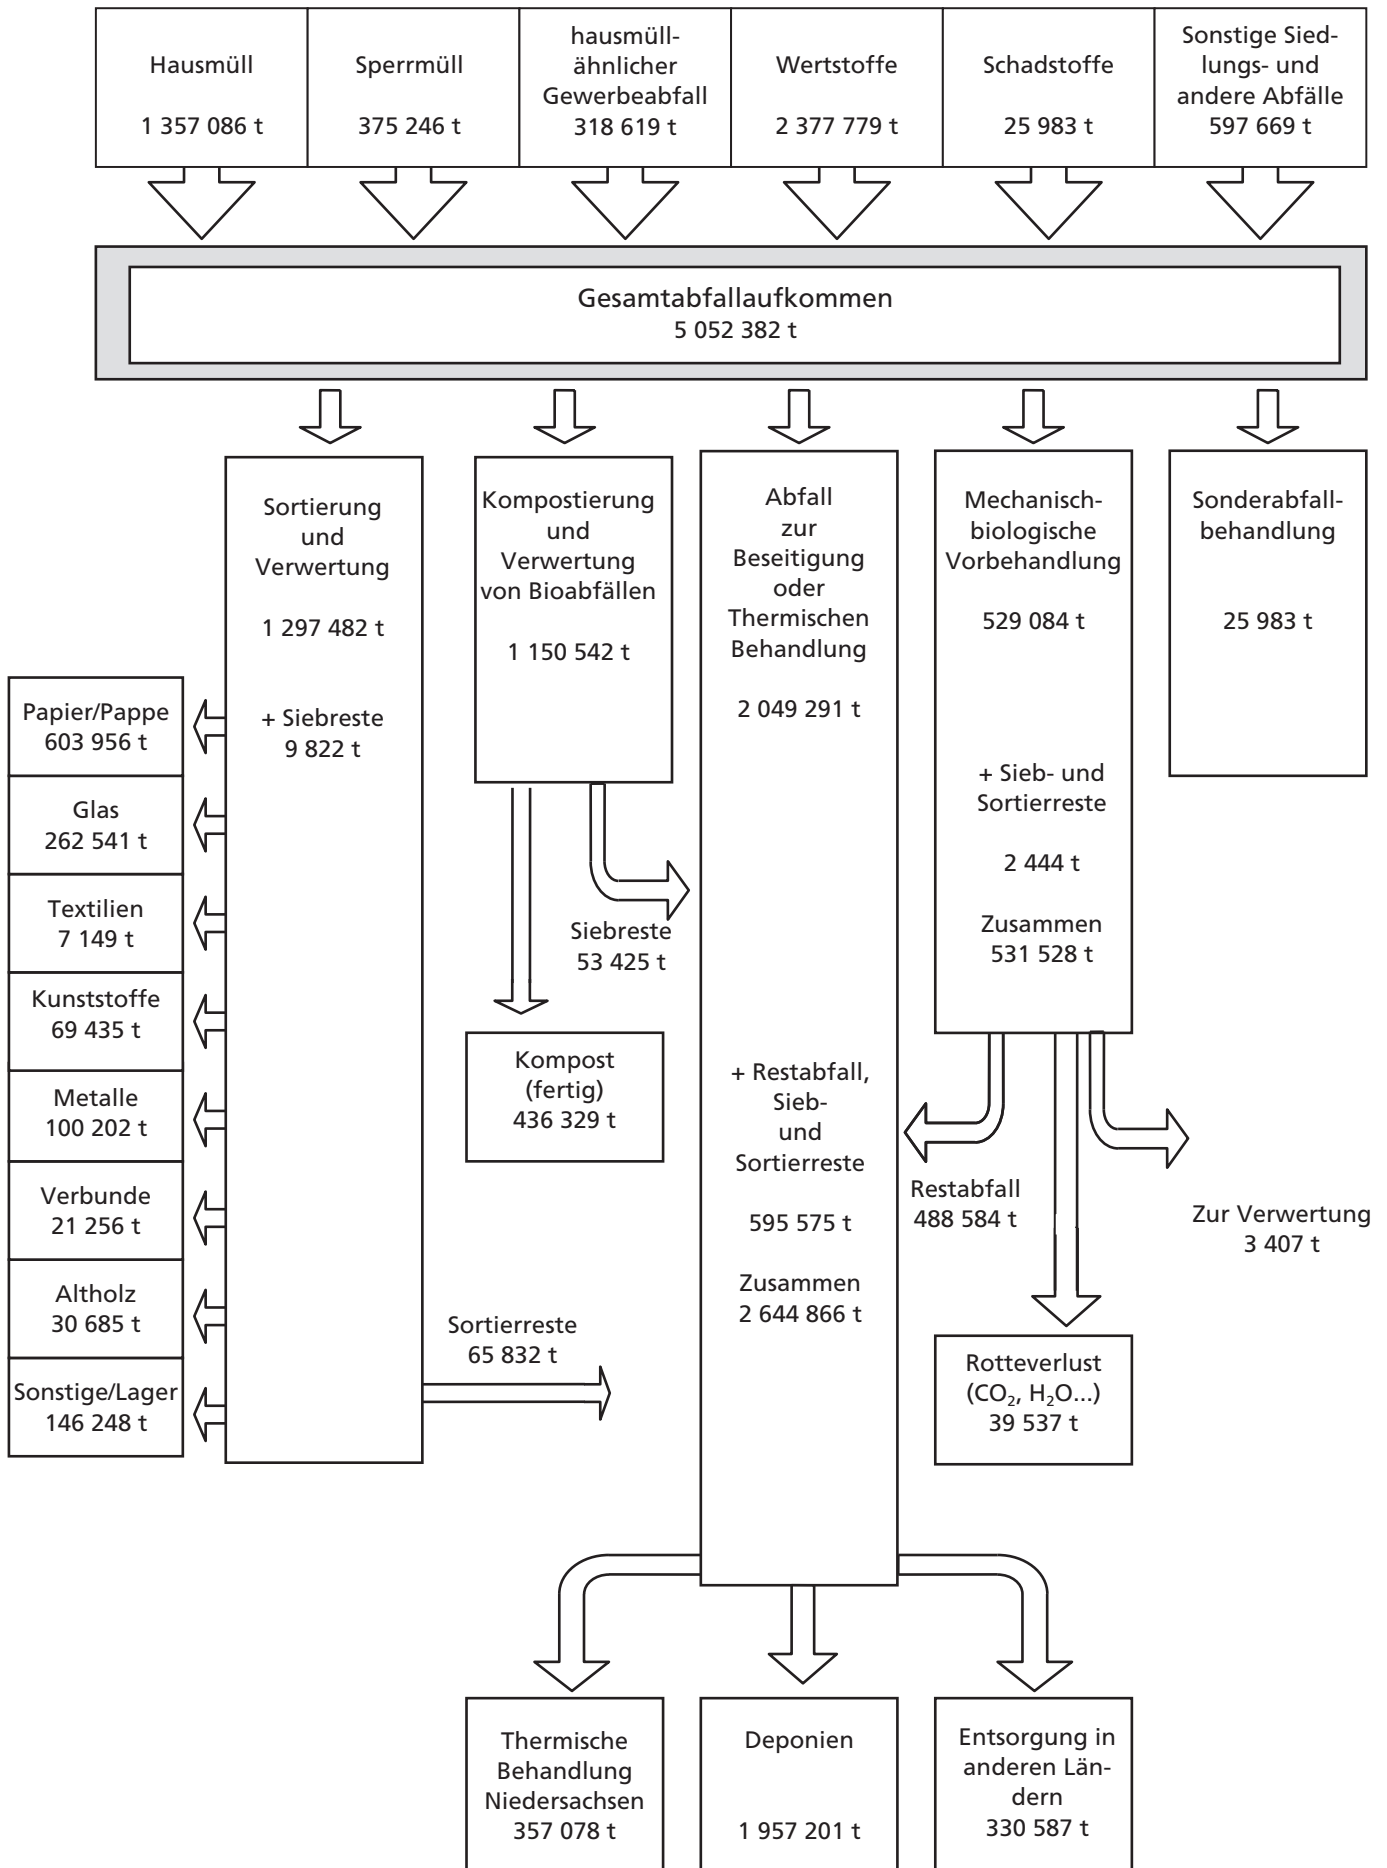 Hausmüll
1 357 086 t
Sperrmüll
375 246 t
hausmüll-
ähnlicher
Gewerbeabfall
318 619 t
Wertstoffe
2 377 779 t
Schadstoffe
25 983 t
Sonstige Sied-
lungs- und
andere Abfälle
597 669 t
Gesamtabfallaufkommen
5 052 382 t
Sortierung
und
Verwertung
1 297 482 t
+ Siebreste
9 822 t
Kompostierung
und
Verwertung
von Bioabfällen
1 150 542 t
Abfall
zur
Beseitigung
oder
Thermischen
Behandlung
2 049 291 t
+ Restabfall,
Sieb-
und
Sortierreste
595 575 t
Zusammen
2 644 866 t
Mechanisch-
biologische
Vorbehandlung
529 084 t
+ Sieb- und
Sortierreste
2 444 t
Zusammen
531 528 t
Sonderabfall-
behandlung
25 983 t
Papier/Pappe
603 956 t
Glas
262 541 t
Textilien
7 149 t
Kunststoffe
69 435 t
Metalle
100 202 t
Verbunde
21 256 t
Altholz
30 685 t
Sonstige/Lager
146 248 t
Siebreste
53 425 t
Kompost
(fertig)
436 329 t
Sortierreste
65 832 t
Restabfall
488 584 t
Zur Verwertung
3 407 t
Rotteverlust
(CO₂, H₂O...)
39 537 t
Thermische
Behandlung
Niedersachsen
357 078 t
Deponien
1 957 201 t
Entsorgung in
anderen Län-
dern
330 587 t